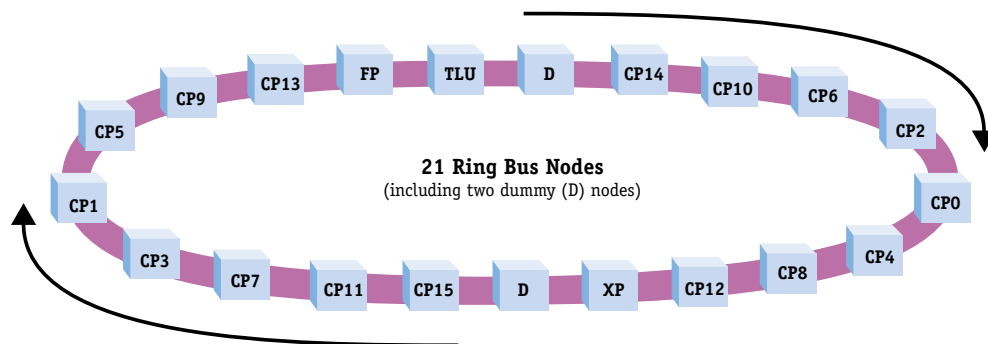 FP
TLU
D
CP14
CP13
CP10
CP9
CP6
CP5
CP2
21 Ring Bus Nodes
(including two dummy (D) nodes)
CP1
CP0
CP3
CP4
CP7
CP8
CP11
CP15
D
XP
CP12